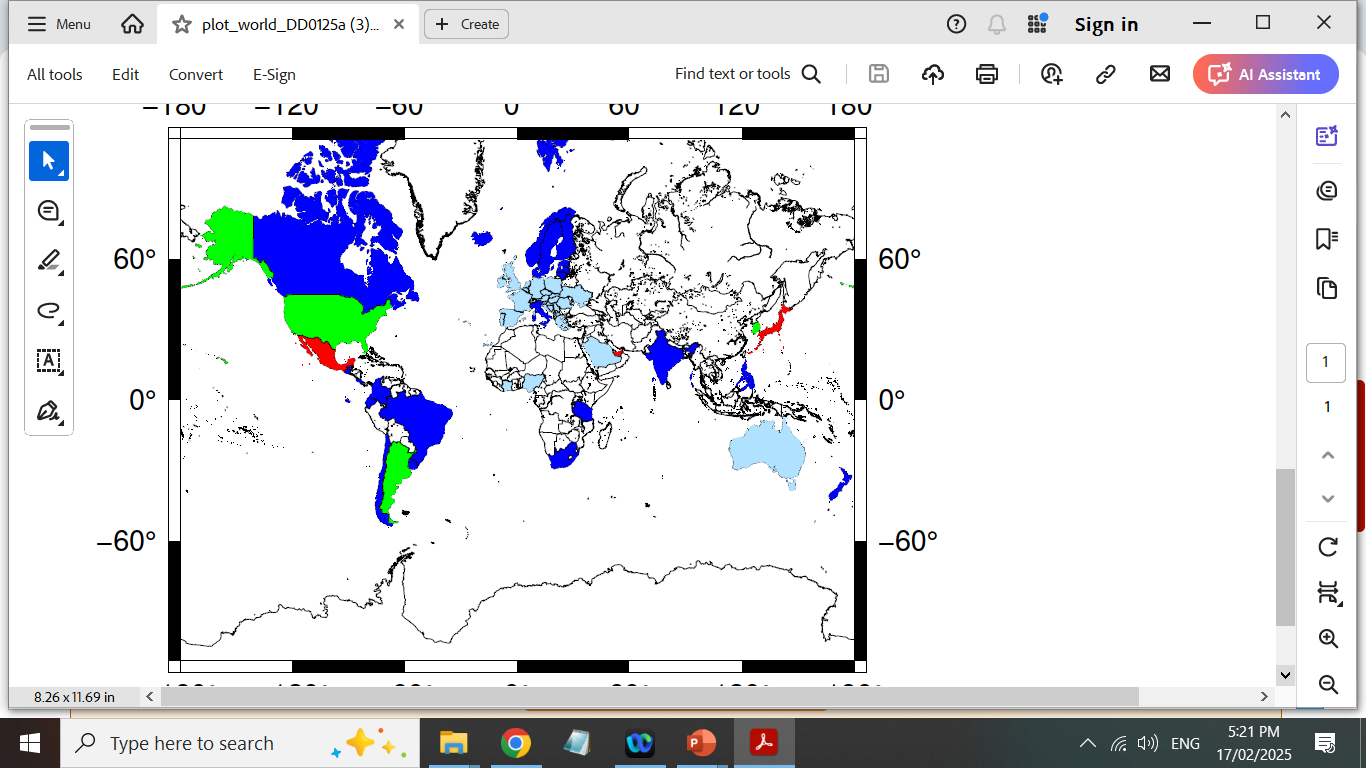 Menu
plot_world_DD0125a (3)...
Create
Sign in
All tools
Edit
Convert
E-Sign
Find text or tools
AI Assistant
−180 −120 −60 0 60 120 180
60°
60°
0°
0°
−60°
−60°
1
1
8.26 x 11.69 in
Type here to search
ENG
5:21 PM
17/02/2025